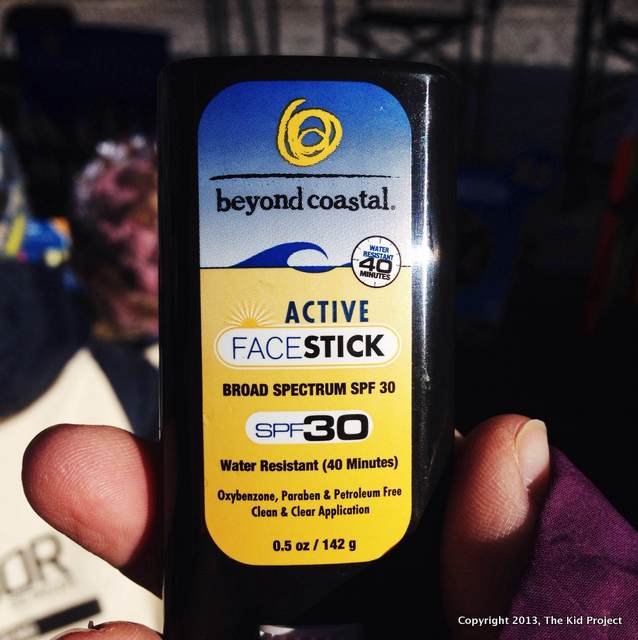 beyond coastal®
WATER
RESISTANT
40
MINUTES
ACTIVE
FACESTICK
BROAD SPECTRUM SPF 30
SPF30
Water Resistant (40 Minutes)
Oxybenzone, Paraben & Petroleum Free
Clean & Clear Application
0.5 oz / 142 g
OR
Copyright 2013, The Kid Project